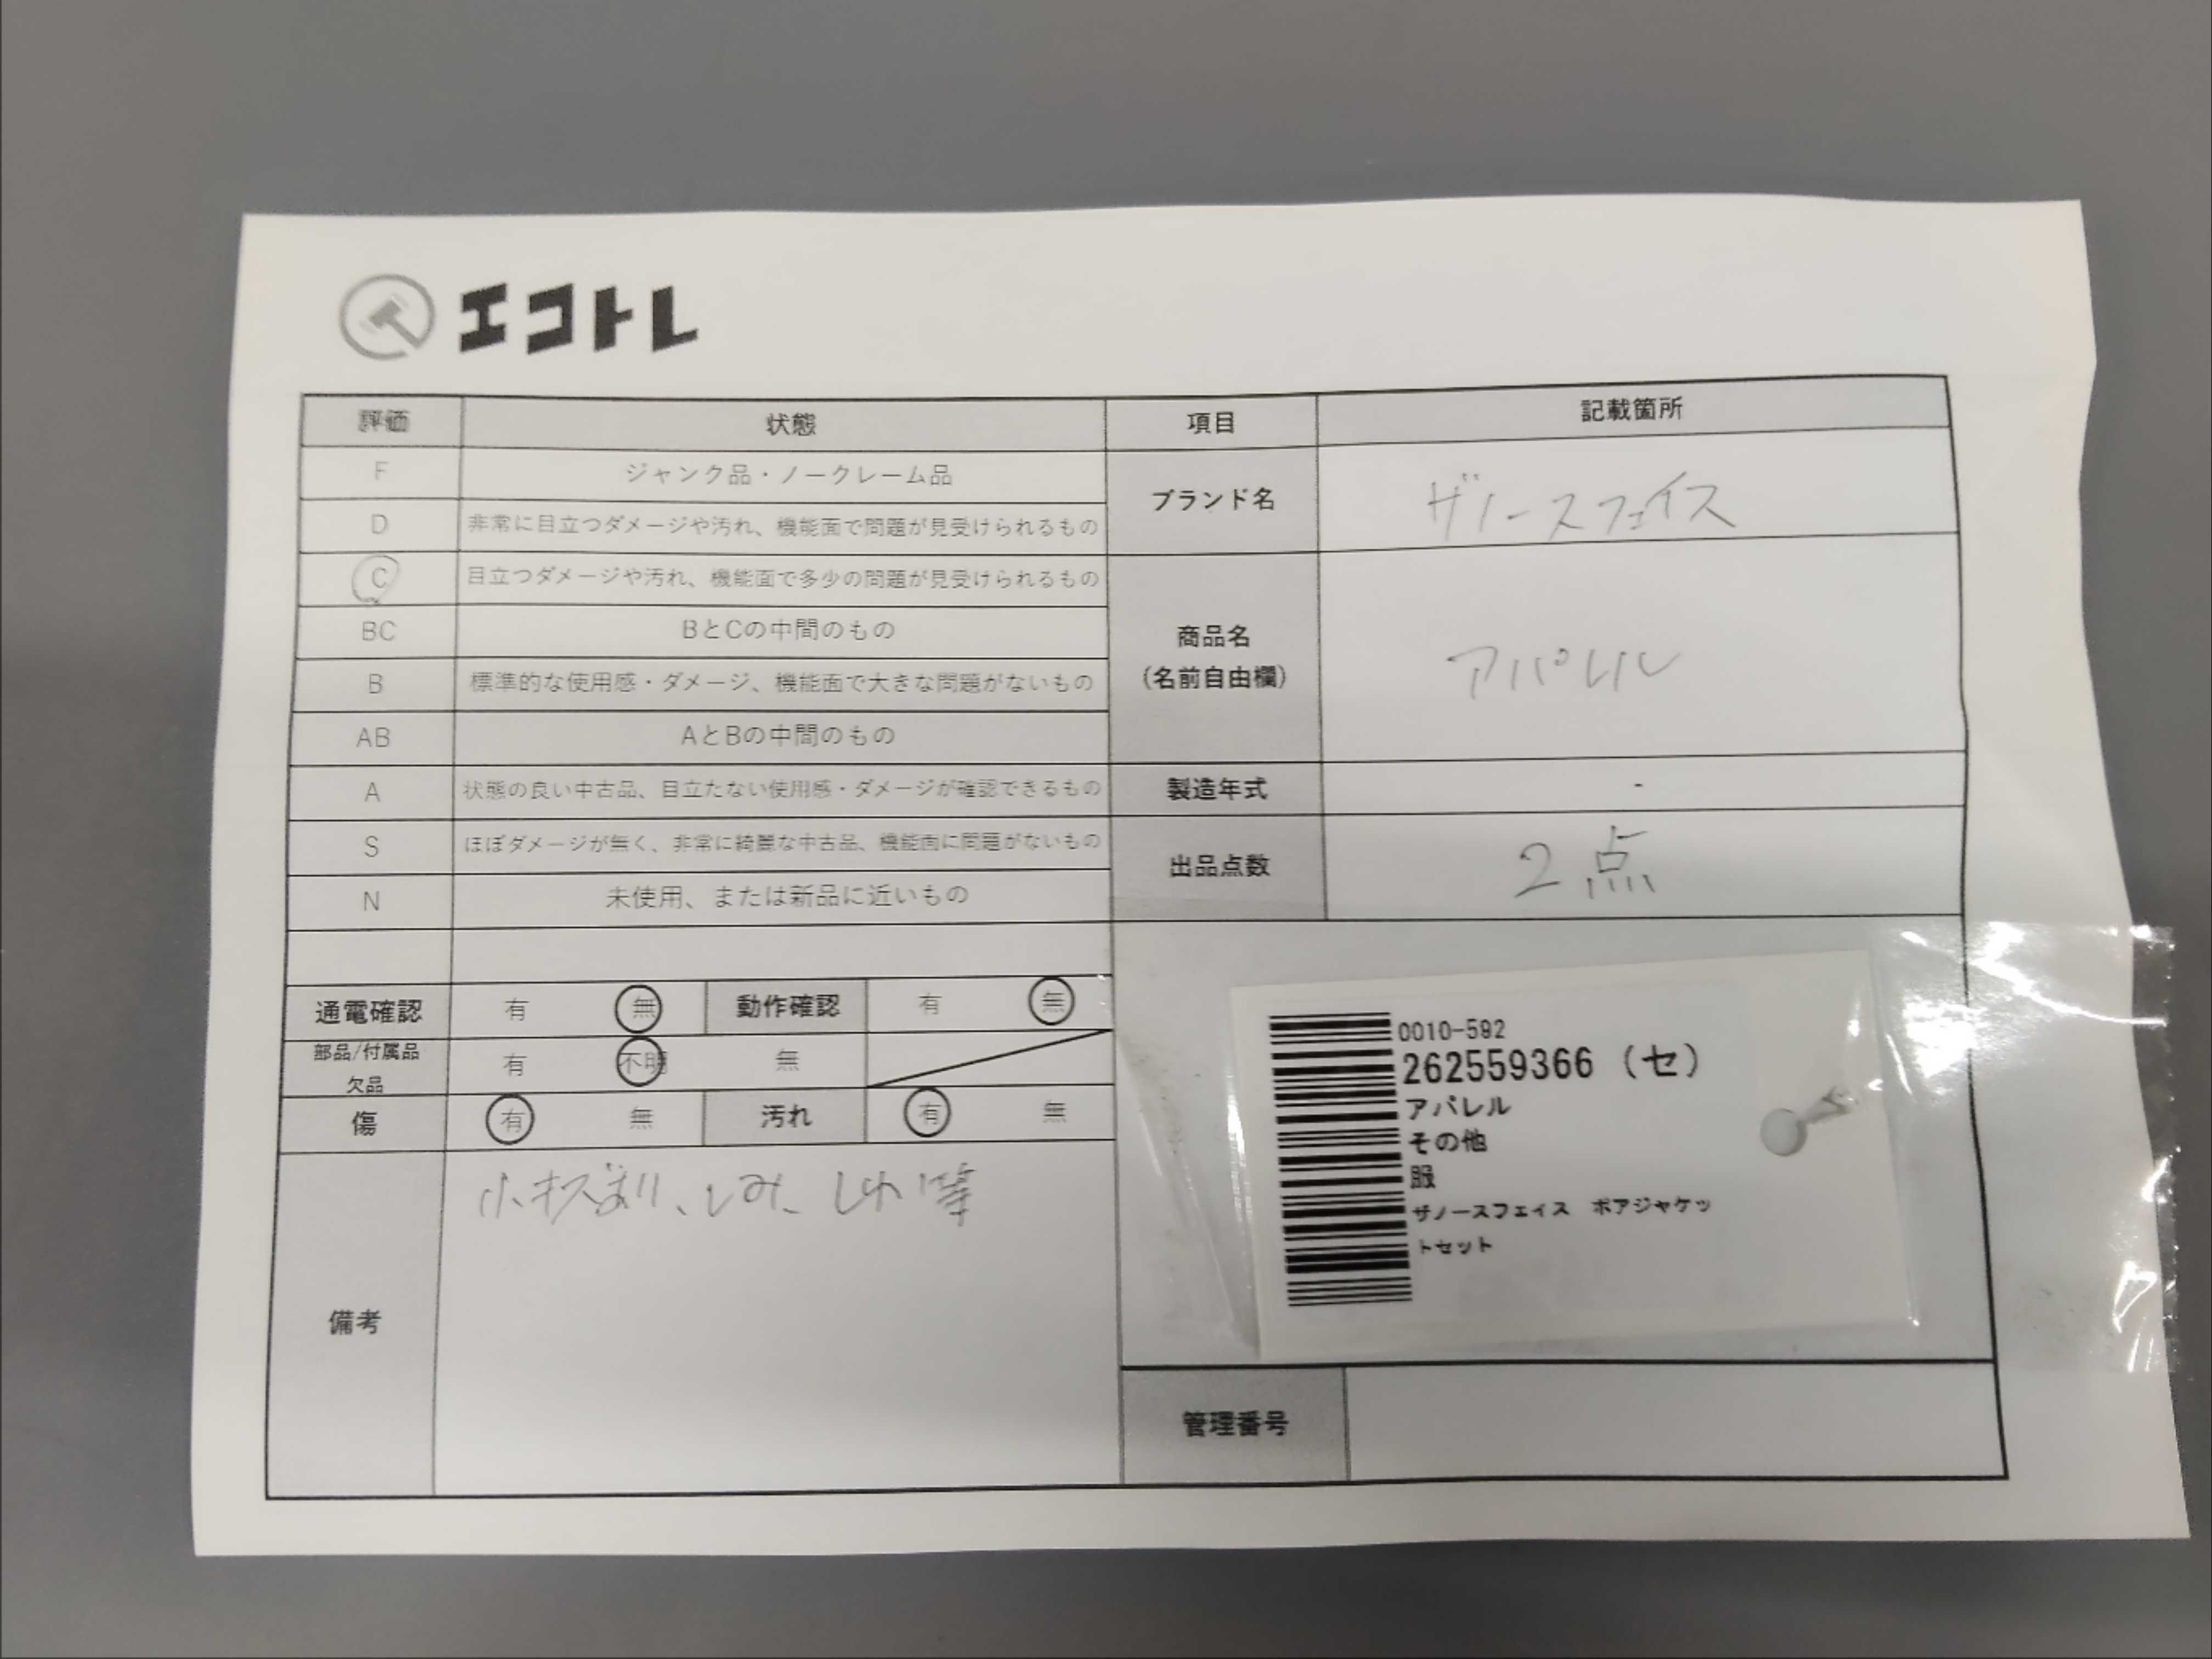 エコトレ
評価 状態 項目 記載箇所
F ジャンク品・ノークレーム品
D 非常に目立つダメージや汚れ、機能面で問題が見受けられるもの
ブランド名 ザノースフェイス
C 目立つダメージや汚れ、機能面で多少の問題が見受けられるもの
BC BとCの中間のもの
B 標準的な使用感・ダメージ、機能面で大きな問題がないもの
AB AとBの中間のもの
商品名
(名前自由欄)
アパレル
A 状態の良い中古品、目立たない使用感・ダメージが確認できるもの
製造年式 -
S ほぼダメージが無く、非常に綺麗な中古品、機能面に問題がないもの
N 未使用、または新品に近いもの
出品点数 2点
通電確認 有 無 動作確認 有 無
部品/付属品
欠品
有 不明 無
傷 有 無 汚れ 有 無
備考
小キズ凹、しみ、しわ等
0010-592
262559366(セ)
アパレル
その他
服
ザノースフェイス ボアジャケッ
トセット
管理番号